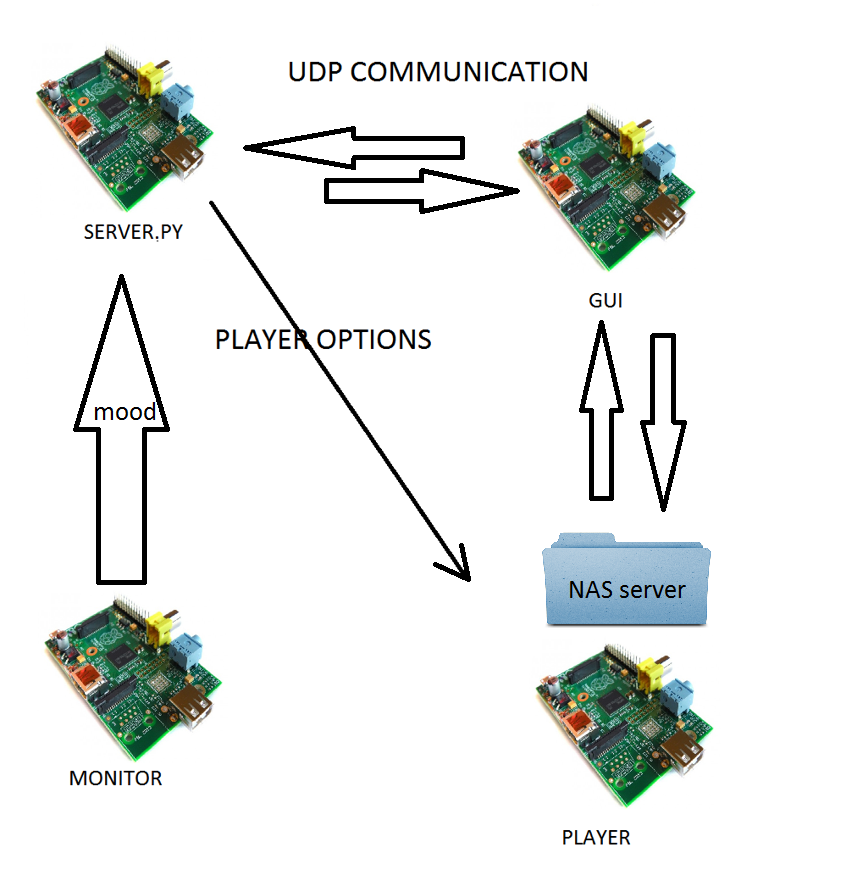 UDP COMMUNICATION
SERVER.PY
GUI
PLAYER OPTIONS
mood
NAS server
MONITOR
PLAYER